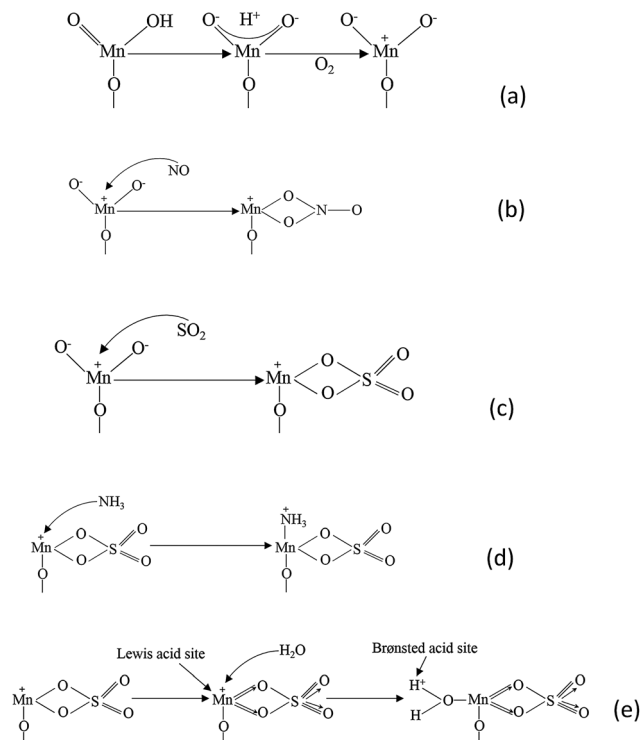 O OH O⁻ H⁺ O⁻ O⁻ O⁻
Mn Mn + Mn
O₂
O O O
(a)
NO
O⁻ + O⁻ + O
Mn Mn N—O
O
O O
(b)
SO₂
O⁻ + O⁻ + O O
Mn Mn S
O O
O O
(c)
NH₃ + NH₃
+ O O O O
Mn S Mn S
O O O O
O O
(d)
Lewis acid site H₂O Brønsted acid site
+ O O + O O H⁺ O O
Mn S Mn S O—Mn S
O O O O H O O
O O O
(e)